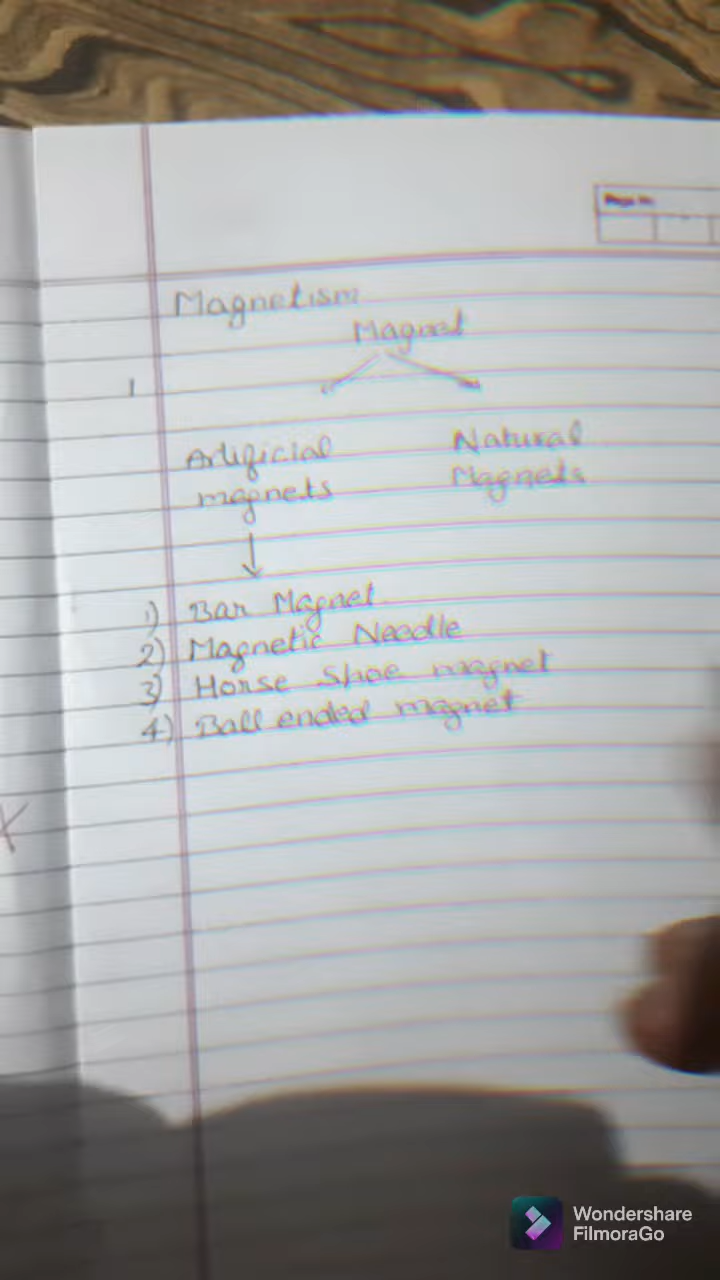 Magnetism
Magnet
Artificial
magnets
Natural
Magnets
1) Bar Magnet
2) Magnetic Needle
3) Horse Shoe magnet
4) Ball ended magnet
Wondershare
FilmoraGo